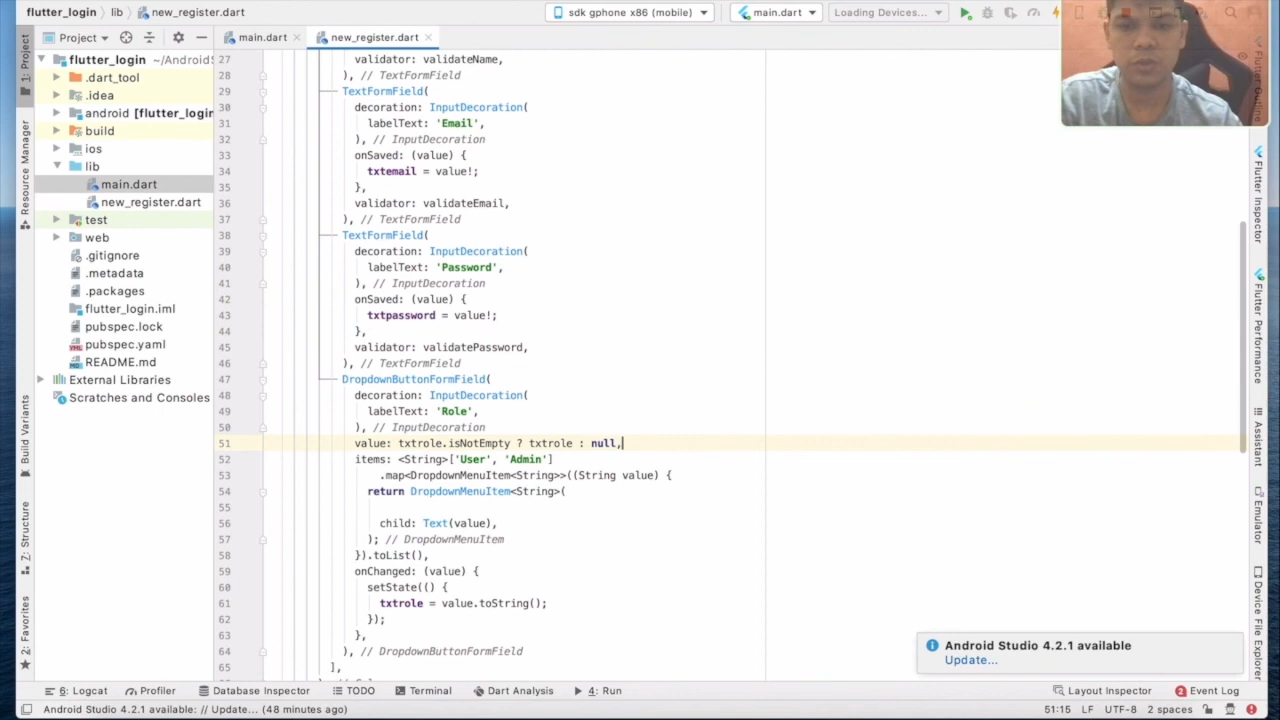 flutter_login
lib
new_register.dart
sdk gphone x86 (mobile)
main.dart
Loading Devices...
Project
main.dart
new_register.dart
1: Project
Resource Manager
Build Variants
Z: Structure
2: Favorites
flutter_login ~/AndroidS
.dart_tool
.idea
android [flutter_login
build
ios
lib
main.dart
new_register.dart
test
web
.gitignore
.metadata
.packages
flutter_login.iml
pubspec.lock
pubspec.yaml
README.md
External Libraries
Scratches and Consoles
27 validator: validateName,
28 ), // TextFormField
29 TextFormField(
30 decoration: InputDecoration(
31 labelText: 'Email',
32 ), // InputDecoration
33 onSaved: (value) {
34 txtemail = value!;
35 },
36 validator: validateEmail,
37 ), // TextFormField
38 TextFormField(
39 decoration: InputDecoration(
40 labelText: 'Password',
41 ), // InputDecoration
42 onSaved: (value) {
43 txtpassword = value!;
44 },
45 validator: validatePassword,
46 ), // TextFormField
47 DropdownButtonFormField(
48 decoration: InputDecoration(
49 labelText: 'Role',
50 ), // InputDecoration
51 value: txtrole.isNotEmpty ? txtrole : null,
52 items: <String>['User', 'Admin']
53 .map<DropdownMenuItem<String>>((String value) {
54 return DropdownMenuItem<String>(
55
56 child: Text(value),
57 ); // DropdownMenuItem
58 }).toList(),
59 onChanged: (value) {
60 setState(() {
61 txtrole = value.toString();
62 });
63 },
64 ), // DropdownButtonFormField
65 ],
Flutter Outline
Flutter Inspector
Flutter Performance
Assistant
Emulator
Device File Explorer
Android Studio 4.2.1 available
Update...
6: Logcat
Profiler
Database Inspector
TODO
Terminal
Dart Analysis
4: Run
Layout Inspector
2 Event Log
Android Studio 4.2.1 available: // Update... (48 minutes ago)
51:15 LF UTF-8 2 spaces